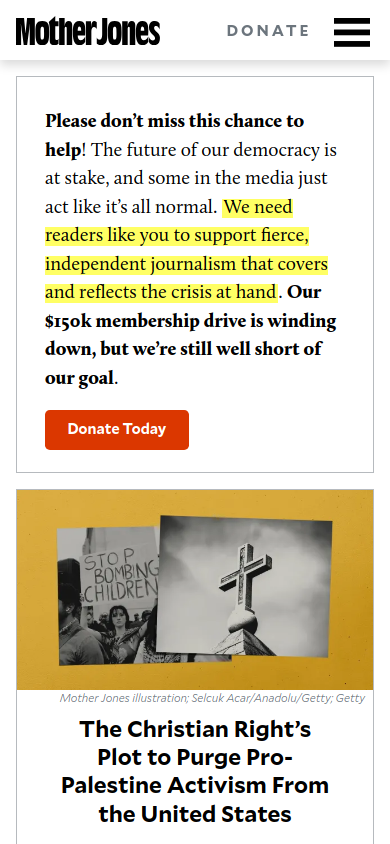 Mother Jones
DONATE
Please don’t miss this chance to
help! The future of our democracy is
at stake, and some in the media just
act like it’s all normal. We need
readers like you to support fierce,
independent journalism that covers
and reflects the crisis at hand. Our
$150k membership drive is winding
down, but we’re still well short of
our goal.
Donate Today
STOP
BOMBING
CHILDREN
Mother Jones illustration; Selcuk Acar/Anadolu/Getty; Getty
The Christian Right’s
Plot to Purge Pro-
Palestine Activism From
the United States